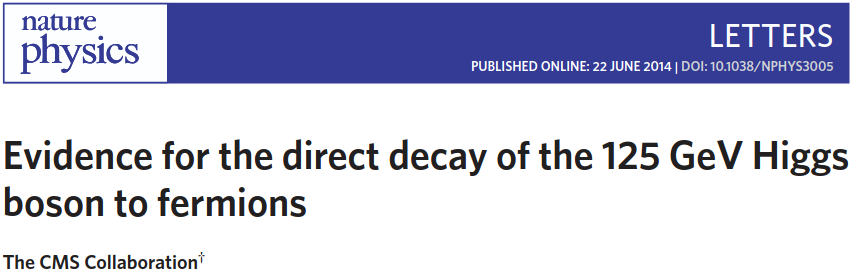 nature
physics
LETTERS
PUBLISHED ONLINE: 22 JUNE 2014 | DOI: 10.1038/NPHYS3005
Evidence for the direct decay of the 125 GeV Higgs
boson to fermions
The CMS Collaboration†